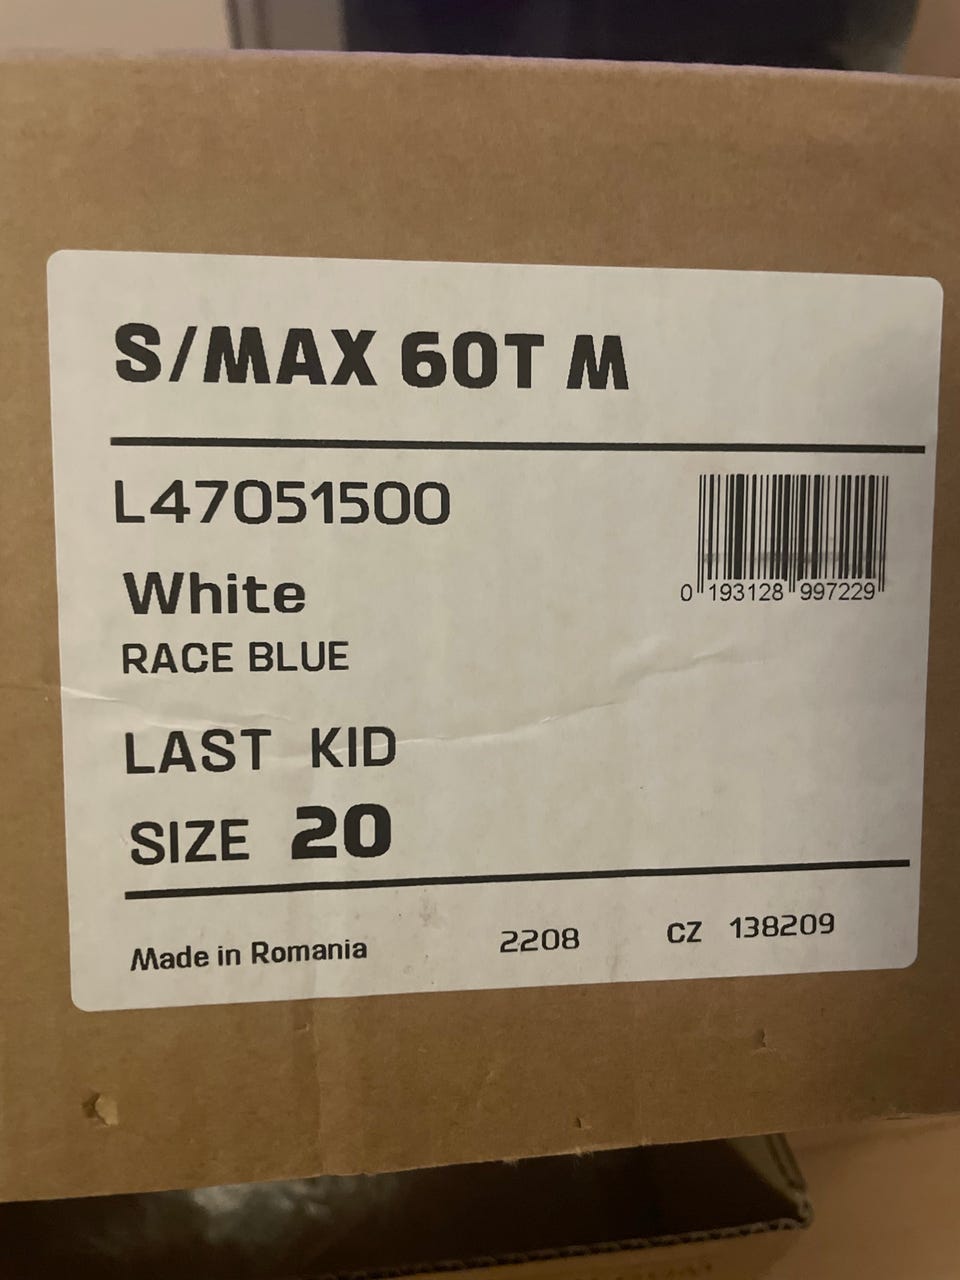 S/MAX 60T M
L47051500
0 193128 997229
White
RACE BLUE
LAST KID
SIZE 20
Made in Romania 2208 CZ 138209